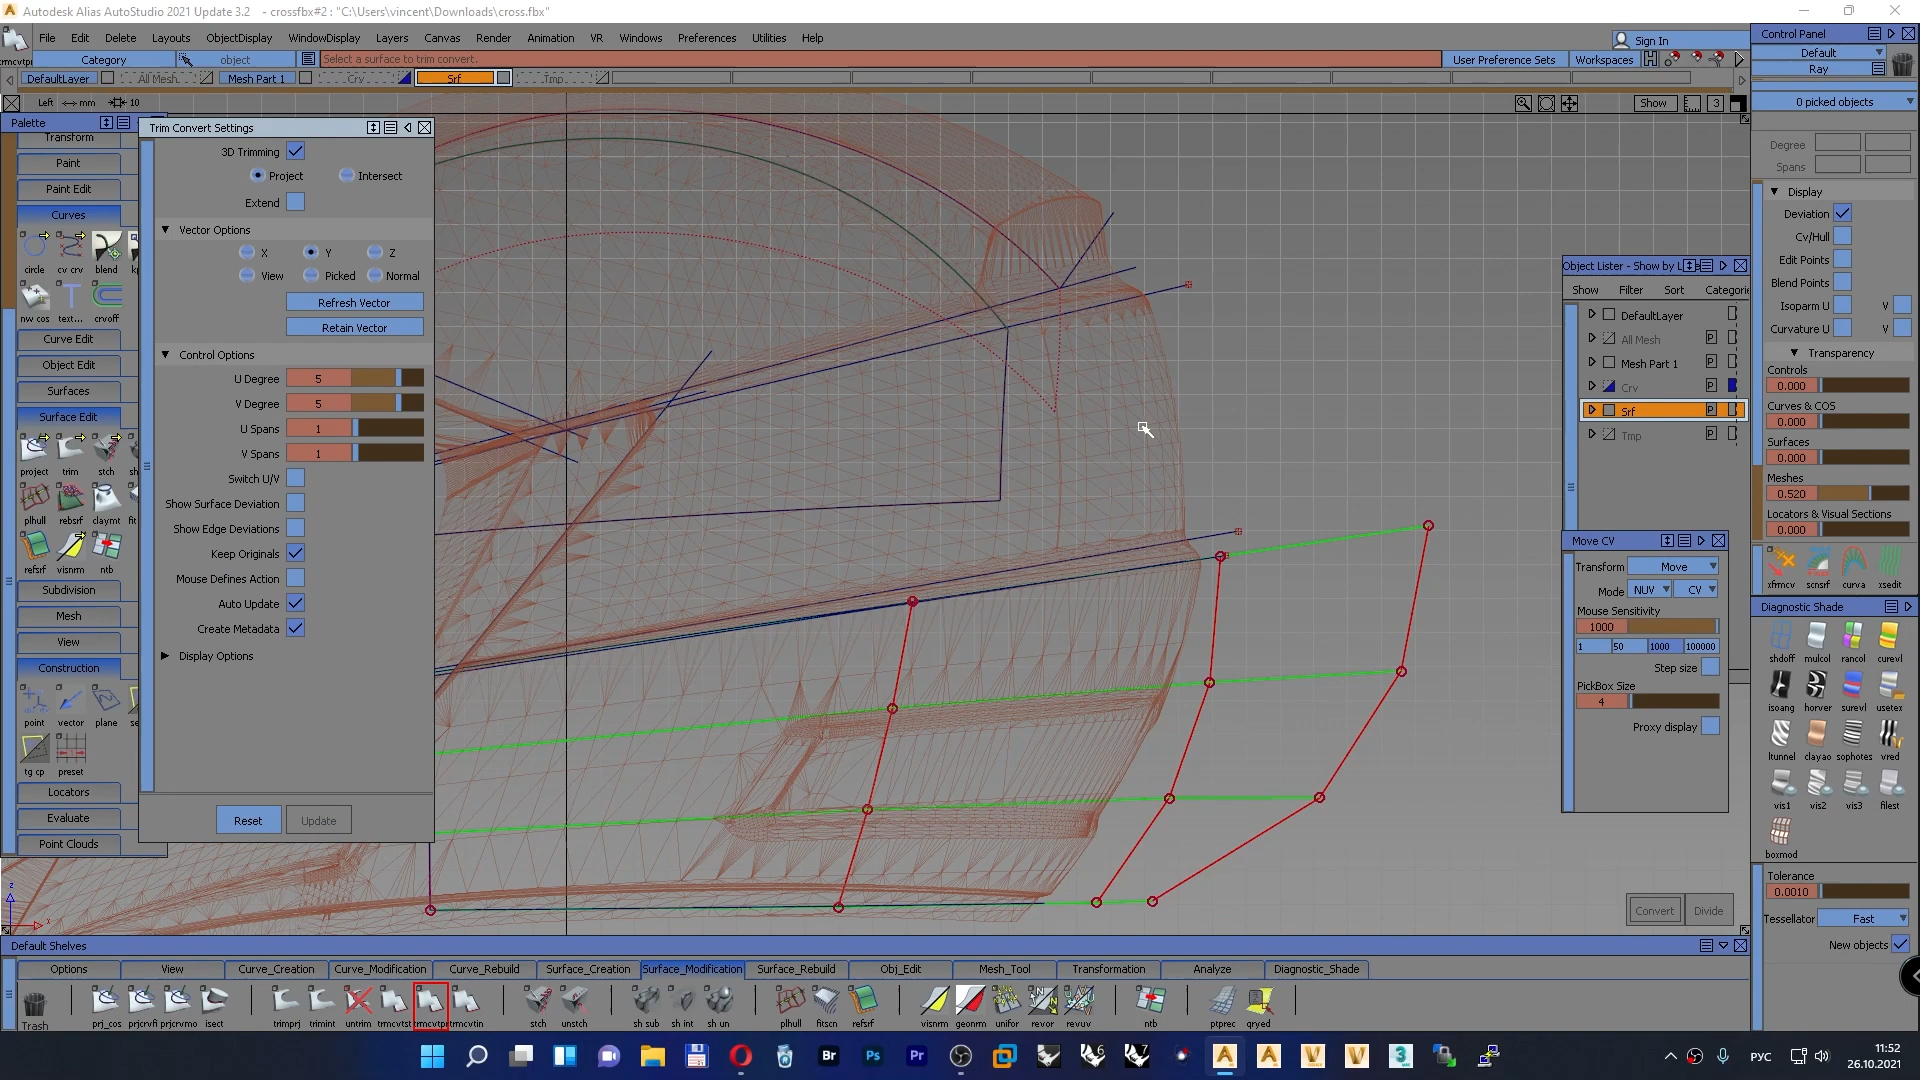 Autodesk Alias AutoStudio 2021 Update 3.2 - crossfbx#2 : "C:\Users\vincent\Downloads\cross.fbx"
File Edit Delete Layouts ObjectDisplay WindowDisplay Layers Canvas Render Animation VR Windows Preferences Utilities Help
Sign In
Category object Select a surface to trim convert. User Preference Sets Workspaces
DefaultLayer All Mesh Mesh Part 1 Crv Srf Tmp
Left mm 10 Show 3
Palette
Transform
Paint
Paint Edit
Curves
circle cv crv blend
nw cos text... crvoff
Curve Edit
Object Edit
Surfaces
Surface Edit
project trim stch
plhull rebsrf claymt
refsrf visnrm ntb
Subdivision
Mesh
View
Construction
point vector plane
tg cp preset
Locators
Evaluate
Point Clouds
Trim Convert Settings
3D Trimming
Project Intersect
Extend
Vector Options
X Y Z
View Picked Normal
Refresh Vector
Retain Vector
Control Options
U Degree 5
V Degree 5
U Spans 1
V Spans 1
Switch U/V
Show Surface Deviation
Show Edge Deviations
Keep Originals
Mouse Defines Action
Auto Update
Create Metadata
Display Options
Reset Update
Object Lister - Show by L
Show Filter Sort Categorie
DefaultLayer
All Mesh P
Mesh Part 1 P
Crv P
Srf P
Tmp P
Move CV
Transform Move
Mode NUV CV
Mouse Sensitivity
1000
1 50 1000 100000
Step size
PickBox Size
4
Proxy display
Convert Divide
Control Panel
Default
Ray
0 picked objects
Degree
Spans
Display
Deviation
Cv/Hull
Edit Points
Blend Points
Isoparm U V
Curvature U V
Transparency
Controls
0.000
Curves & COS
0.000
Surfaces
0.000
Meshes
0.520
Locators & Visual Sections
0.000
xfrmcv scnsrf curva xsedit
Diagnostic Shade
shdoff mulcol rancol curevl
isoang horver surevl usetex
ltunnel clayao sophotes vred
vis1 vis2 vis3 filest
boxmod
Tolerance
0.0010
Tessellator Fast
New objects
Default Shelves
Options View Curve_Creation Curve_Modification Curve_Rebuild Surface_Creation Surface_Modification Surface_Rebuild Obj_Edit Mesh_Tool Transformation Analyze Diagnostic_Shade
Trash prj_cos prjcrvfi prjcrvmo isect trimprj trimint untrim trmcvtst trmcvtpr trmcvtin stch unstch sh sub sh int sh un plhull fitscn refsrf visnrm geonrm unifor revor revuv ntb ptprec qryed
z
x
Br Ps Pr 6 7 3 РУС 11:52
26.10.2021